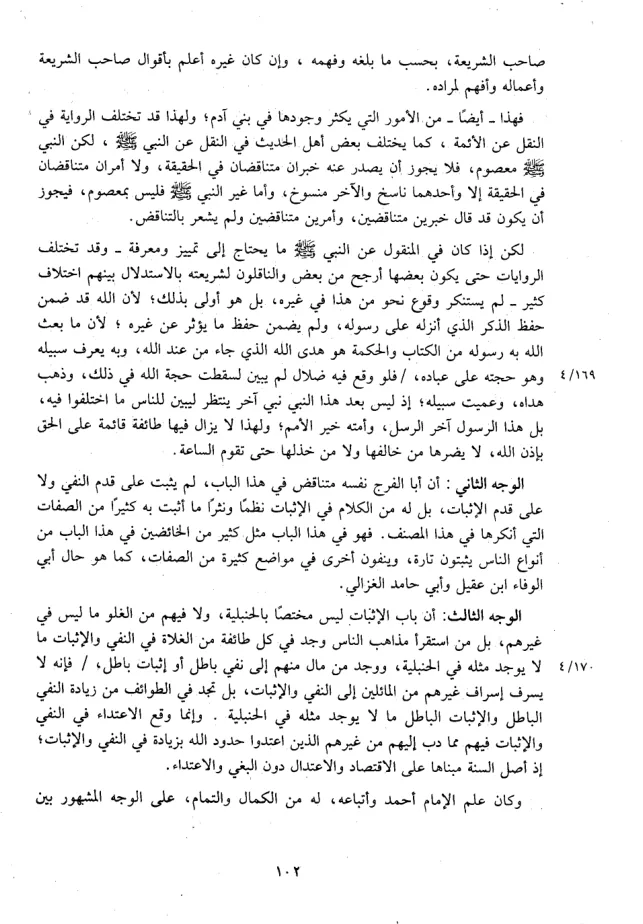 صاحب الشريعة، بحسب ما بلغه وفهمه ، وإن كان غيره أعلم بأقوال صاحب الشريعة
وأعماله وأفهم لمراده.
فهذا ـ أيضًا ـ من الأمور التي يكثر وجودها في بني آدم؛ ولهذا قد تختلف الرواية في
النقل عن الأئمة ، كما يختلف بعض أهل الحديث في النقل عن النبي ﷺ ، لكن النبي
ﷺ معصوم، فلا يجوز أن يصدر عنه خبران متناقضان في الحقيقة، ولا أمران متناقضان
في الحقيقة إلا وأحدهما ناسخ والآخر منسوخ، وأما غير النبي ﷺ فليس بمعصوم، فيجوز
أن يكون قد قال خبرين متناقضين، وأمرين متناقضين ولم يشعر بالتناقض.
لكن إذا كان في المنقول عن النبي ﷺ ما يحتاج إلى تمييز ومعرفة ـ وقد تختلف
الروايات حتى يكون بعضها أرجح من بعض والناقلون لشريعته بالاستدلال بينهم اختلاف
كثير ـ لم يستنكر وقوع نحو من هذا في غيره، بل هو أولى بذلك؛ لأن الله قد ضمن
حفظ الذكر الذي أنزله على رسوله، ولم يضمن حفظ ما يؤثر عن غيره ؛ لأن ما بعث
الله به رسوله من الكتاب والحكمة هو هدى الله الذي جاء من عند الله، وبه يعرف سبيله
وهو حجته على عباده، /فلو وقع فيه ضلال لم يبين لسقطت حجة الله في ذلك، وذهب ٤/١٦٩
هداه، وعميت سبيله؛ إذ ليس بعد هذا النبي نبي آخر ينتظر ليبين للناس ما اختلفوا فيه،
بل هذا الرسول آخر الرسل، وأمته خير الأمم؛ ولهذا لا يزال فيها طائفة قائمة على الحق
بإذن الله، لا يضرها من خالفها ولا من خذلها حتى تقوم الساعة.
الوجه الثاني : أن أبا الفرج نفسه متناقض في هذا الباب، لم يثبت على قدم النفي ولا
على قدم الإثبات، بل له من الكلام في الإثبات نظمًا ونثرًا ما أثبت به كثيرًا من الصفات
التي أنكرها في هذا المصنف. فهو في هذا الباب مثل كثير من الخائضين في هذا الباب من
أنواع الناس يثبتون تارة، وينفون أخرى في مواضع كثيرة من الصفات، كما هو حال أبي
الوفاء ابن عقيل وأبي حامد الغزالي.
الوجه الثالث: أن باب الإثبات ليس مختصًا بالحنبلية، ولا فيهم من الغلو ما ليس في
غيرهم، بل من استقرأ مذاهب الناس وجد في كل طائفة من الغلاة في النفي والإثبات ما
لا يوجد مثله في الحنبلية، ووجد من مال منهم إلى نفي باطل أو إثبات باطل، / فإنه لا ٤/١٧٠
يسرف إسراف غيرهم من المائلين إلى النفي والإثبات، بل تجد في الطوائف من زيادة النفي
الباطل والإثبات الباطل ما لا يوجد مثله في الحنبلية . وإنما وقع الاعتداء في النفي
والإثبات فيهم مما دب إليهم من غيرهم الذين اعتدوا حدود الله بزيادة في النفي والإثبات؛
إذ أصل السنة مبناها على الاقتصاد والاعتدال دون البغي والاعتداء.
وكان علم الإمام أحمد وأتباعه، له من الكمال والتمام، على الوجه المشهور بين
١٠٢